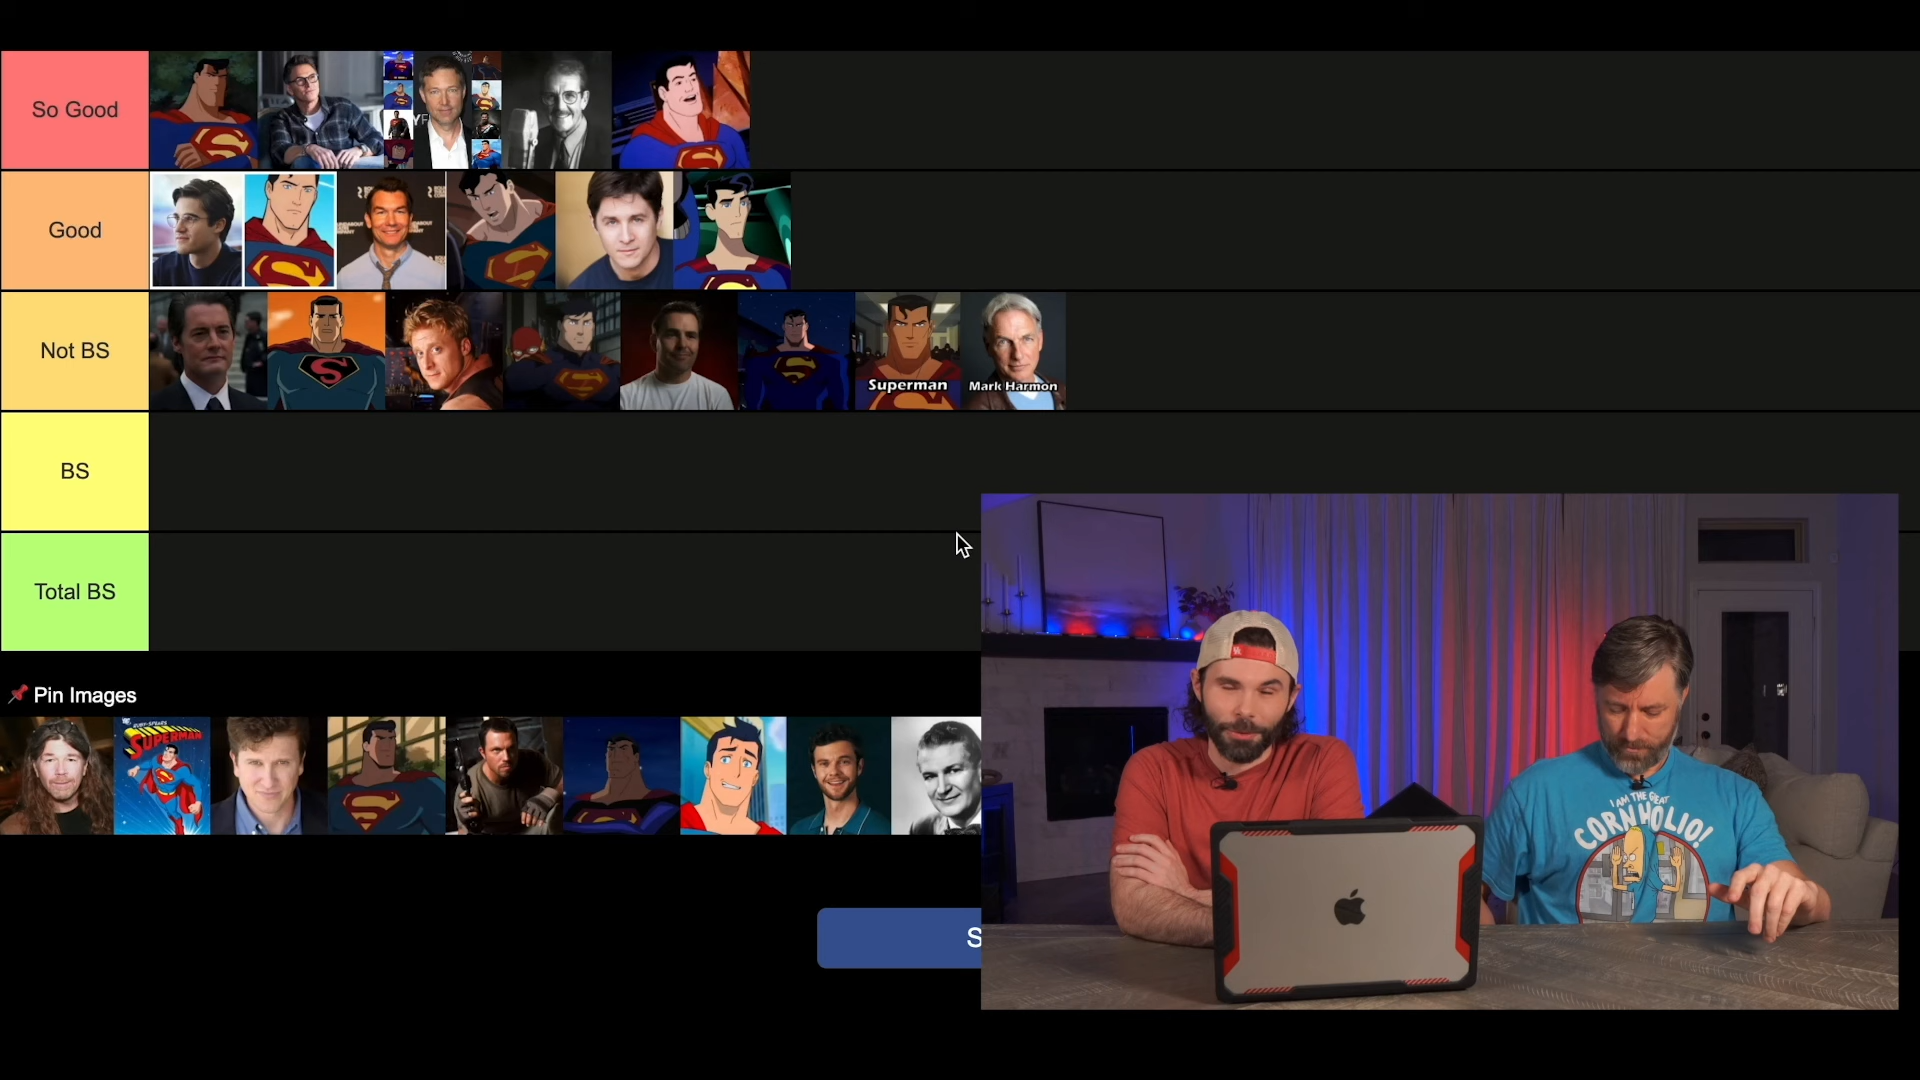 So Good
Good
Not BS
Superman
Mark Harmon
BS
Total BS
📌 Pin Images
SUPERMAN
S
I AM THE GREAT
CORNHOLIO!